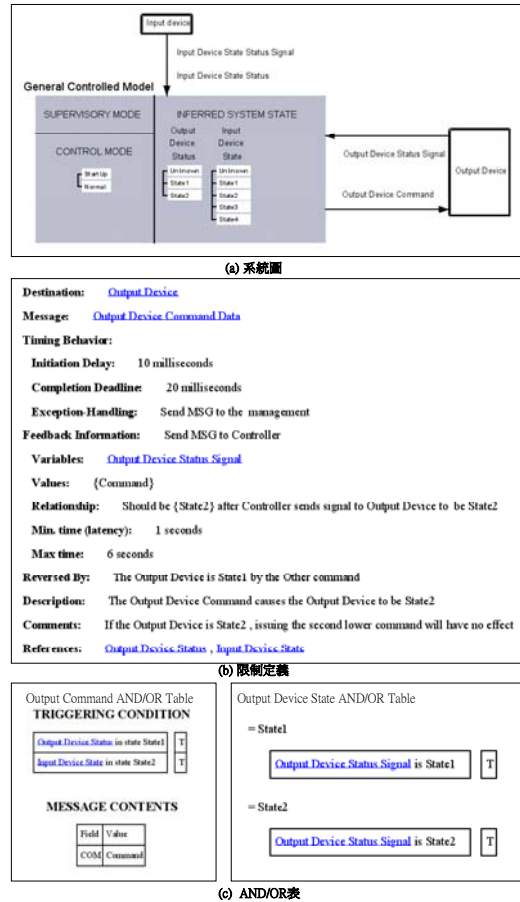 Input device
Input Device State Status Signal
Input Device State Status
General Controlled Model
SUPERVISORY MODE
CONTROL MODE
Start Up
Normal
INFERRED SYSTEM STATE
Output Device Status
Unknown
State1
State2
Input Device State
Unknown
State1
State2
State3
State4
Output Device Status Signal
Output Device Command
Output Device
(a) 系統圖
Destination: Output Device
Message: Output Device Command Data
Timing Behavior:
Initiation Delay: 10 milliseconds
Completion Deadline: 20 milliseconds
Exception-Handling: Send MSG to the management
Feedback Information: Send MSG to Controller
Variables: Output Device Status Signal
Values: {Command}
Relationship: Should be {State2} after Controller sends signal to Output Device to be State2
Min. time (latency): 1 seconds
Max time: 6 seconds
Reversed By: The Output Device is State1 by the Other command
Description: The Output Device Command causes the Output Device to be State2
Comments: If the Output Device is State2 , issuing the second lower command will have no effect
References: Output Device Status , Input Device State
(b) 限制定義
Output Command AND/OR Table
TRIGGERING CONDITION
Output Device Status in state State1 T
Input Device State in state State2 T
MESSAGE CONTENTS
Field Value
COM Command
Output Device State AND/OR Table
= State1
Output Device Status Signal is State1 T
= State2
Output Device Status Signal is State2 T
(c) AND/OR表